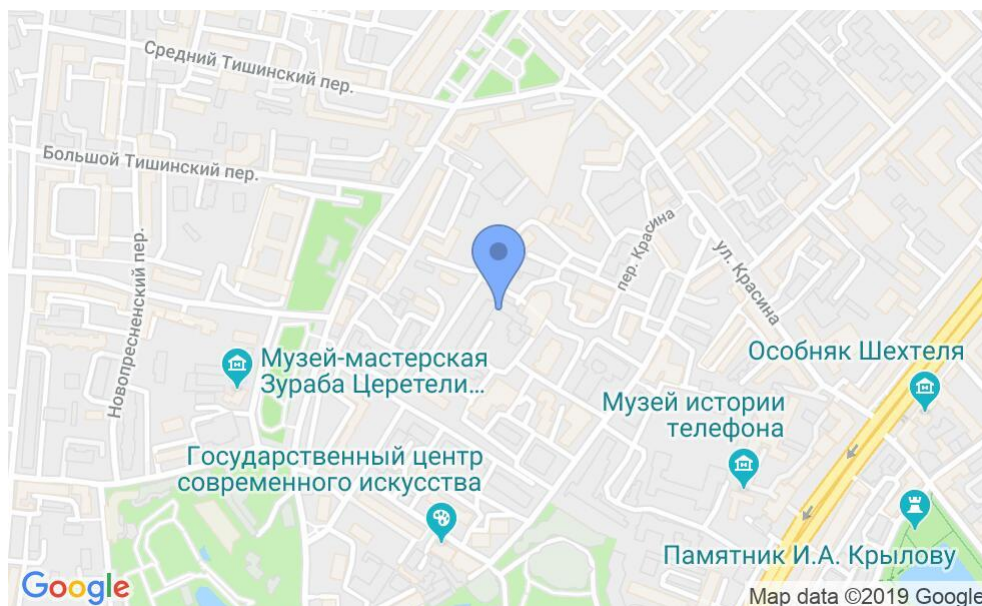 Средний Тишинский пер.
Большой Тишинский пер.
Новопресненский пер.
пер. Красина
ул. Красина
Музей-мастерская
Зураба Церетели...
Особняк Шехтеля
Музей истории
телефона
Государственный центр
современного искусства
Памятник И.А. Крылову
Google
Map data ©2019 Google